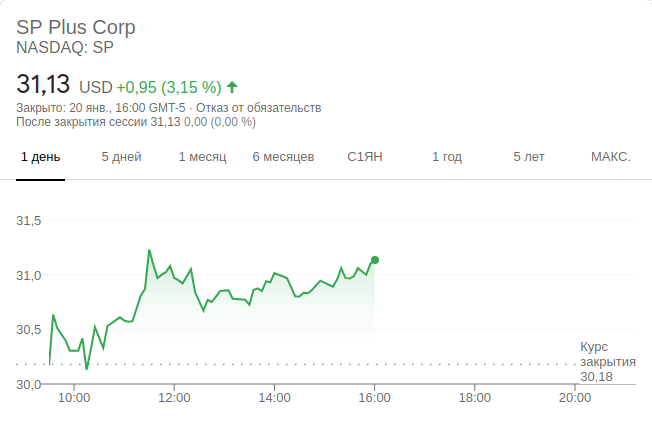 SP Plus Corp
NASDAQ: SP
31,13 USD +0,95 (3,15 %)
Закрыто: 20 янв., 16:00 GMT-5 · Отказ от обязательств
После закрытия сессии 31,13 0,00 (0,00 %)
1 день 5 дней 1 месяц 6 месяцев С1ЯН 1 год 5 лет МАКС.
31,5
31,0
30,5
Курс
закрытия
30,18
30,0
10:00 12:00 14:00 16:00 18:00 20:00